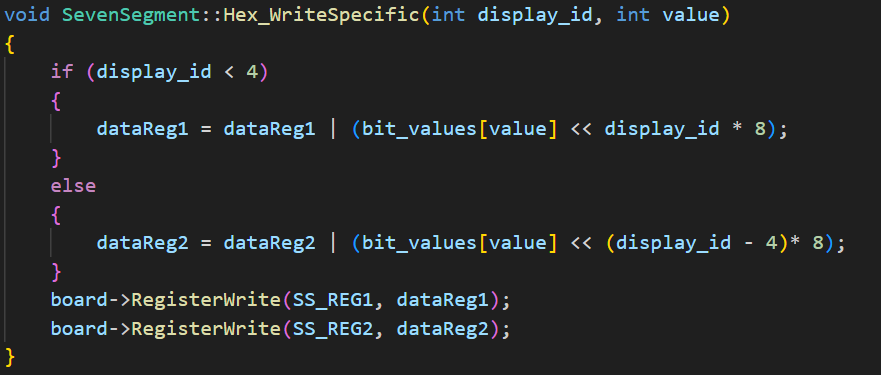 void SevenSegment::Hex_WriteSpecific(int display_id, int value)
{
    if (display_id < 4)
    {
        dataReg1 = dataReg1 | (bit_values[value] << display_id * 8);
    }
    else
    {
        dataReg2 = dataReg2 | (bit_values[value] << (display_id - 4)* 8);
    }
    board->RegisterWrite(SS_REG1, dataReg1);
    board->RegisterWrite(SS_REG2, dataReg2);
}